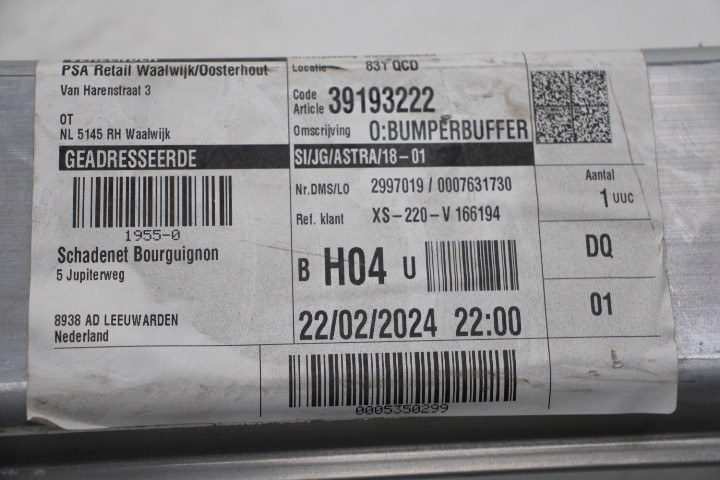 PSA Retail Waalwijk/Oosterhout
Van Harenstraat 3
OT
NL 5145 RH Waalwijk
GEADRESSEERDE
1955-0
Schadenet Bourguignon
5 Jupiterweg
8938 AD LEEUWARDEN
Nederland
Locatie 831 QCD
Code Article 39193222
Omschrijving O:BUMPERBUFFER
SI/JG/ASTRA/18-01
Nr.DMS/LO 2997019 / 0007631730
Ref. klant XS-220-V 166194
B H04 U
22/02/2024 22:00
0005350299
Aantal
1 UUC
DQ
01